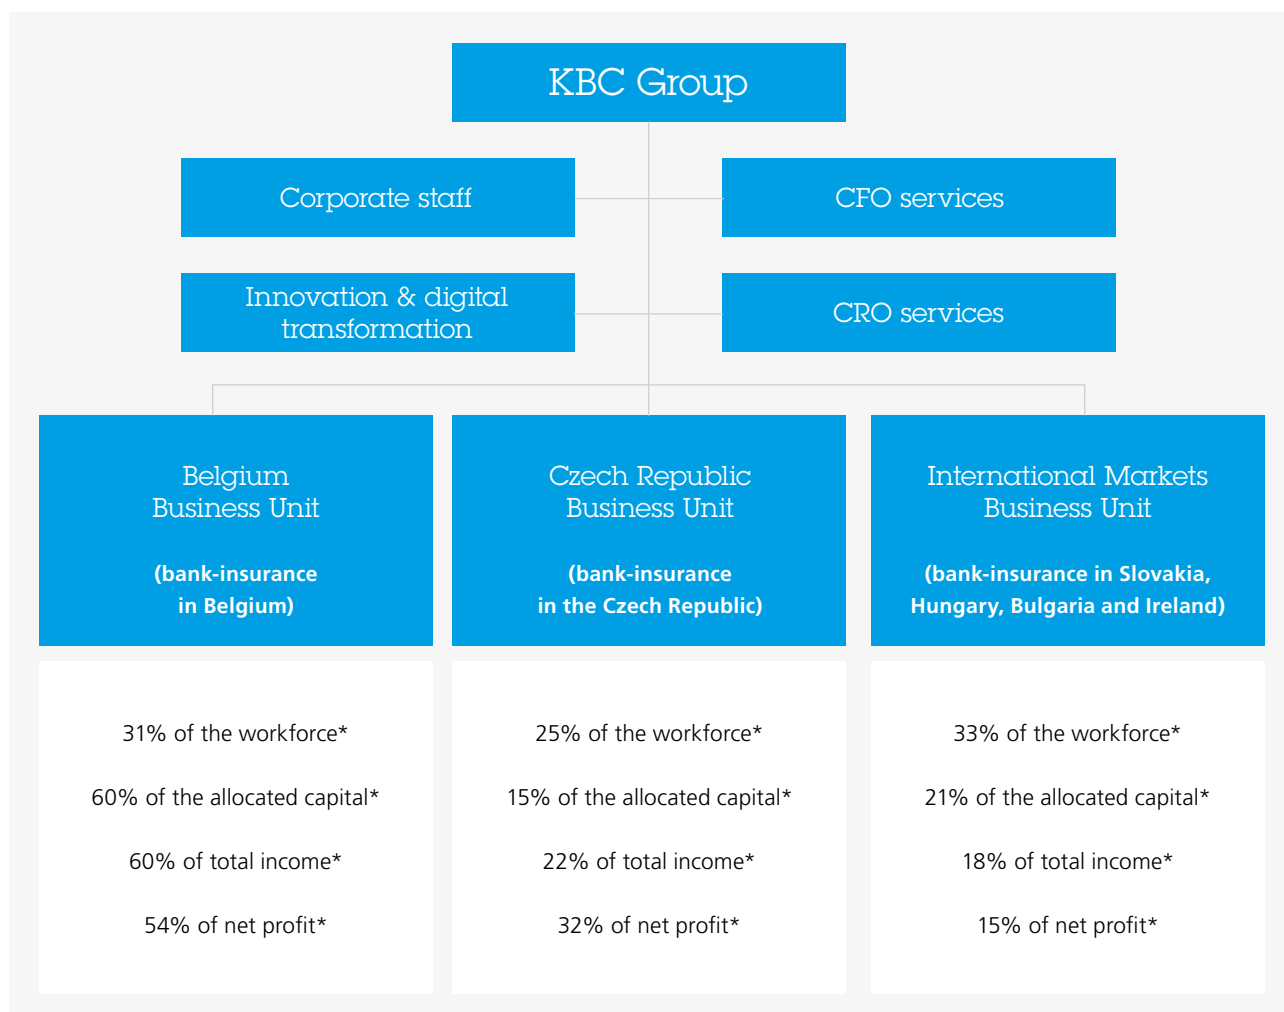 KBC Group
Corporate staff
CFO services
Innovation & digital
transformation
CRO services
Belgium
Business Unit
(bank-insurance
in Belgium)
31% of the workforce*
60% of the allocated capital*
60% of total income*
54% of net profit*
Czech Republic
Business Unit
(bank-insurance
in the Czech Republic)
25% of the workforce*
15% of the allocated capital*
22% of total income*
32% of net profit*
International Markets
Business Unit
(bank-insurance in Slovakia,
Hungary, Bulgaria and Ireland)
33% of the workforce*
21% of the allocated capital*
18% of total income*
15% of net profit*